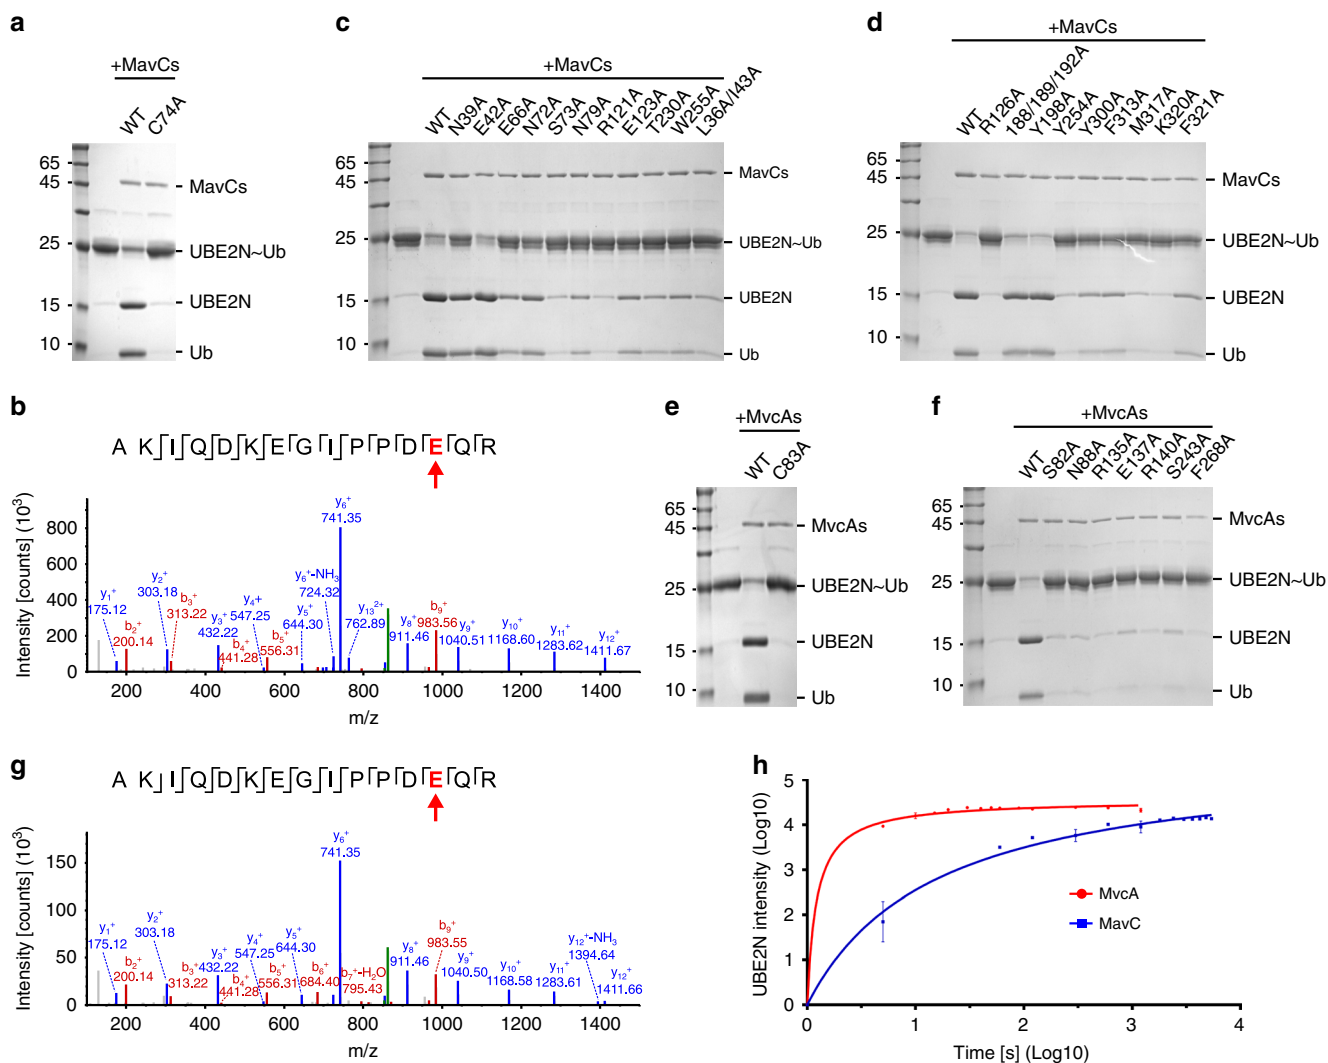 a
+MavCs
WT
C74A
65
45
25
15
10
MavCs
UBE2N~Ub
UBE2N
Ub
c
+MavCs
WT
N39A
E42A
E66A
N72A
S73A
N79A
R121A
E123A
T230A
W255A
L36A/I43A
65
45
25
15
10
MavCs
UBE2N~Ub
UBE2N
Ub
d
+MavCs
WT
R126A
188/189/192A
Y198A
Y254A
Y300A
F313A
M317A
K320A
F321A
65
45
25
15
10
MavCs
UBE2N~Ub
UBE2N
Ub
b
A K I Q D K E G I P P D E Q R
Intensity [counts] (10³)
800
600
400
200
0
y₁⁺
175.12
b₂⁺
200.14
y₂⁺
303.18
b₃⁺
313.22
y₃⁺
432.22
b₄⁺
441.28
y₄+
547.25
b₅⁺
556.31
y₅⁺
644.30
y₆⁺-NH₃
724.32
y₆⁺
741.35
y₁₃²⁺
762.89
y₈⁺
911.46
b₉⁺
983.56
y₉⁺
1040.51
y₁₀⁺
1168.60
y₁₁⁺
1283.62
y₁₂⁺
1411.67
200 400 600 800 1000 1200 1400
m/z
e
+MvcAs
WT
C83A
65
45
25
15
10
MvcAs
UBE2N~Ub
UBE2N
Ub
f
+MvcAs
WT
S82A
N88A
R135A
E137A
R140A
S243A
F268A
65
45
25
15
10
MvcAs
UBE2N~Ub
UBE2N
Ub
g
A K I Q D K E G I P P D E Q R
Intensity [counts] (10³)
150
100
50
0
y₁⁺
175.12
b₂⁺
200.14
y₂⁺
303.18
b₃⁺
313.22
y₃⁺
432.22
b₄⁺
441.28
y₄⁺
547.25
b₅⁺
556.31
y₅⁺
644.30
b₆⁺
684.40
y₆⁺
741.35
b₇⁺-H₂O
795.43
y₈⁺
911.46
b₉⁺
983.55
y₉⁺
1040.50
y₁₀⁺
1168.58
y₁₁⁺
1283.61
y₁₂⁺-NH₃
1394.64
y₁₂⁺
1411.66
200 400 600 800 1000 1200 1400
m/z
h
UBE2N intensity (Log10)
5
4
3
2
1
0
MvcA
MavC
0 1 2 3 4
Time [s] (Log10)